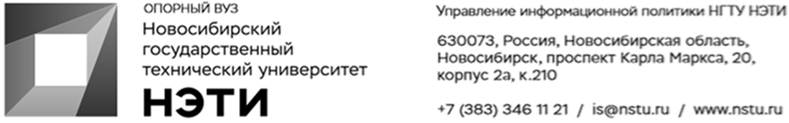 ОПОРНЫЙ ВУЗ
Новосибирский
государственный
технический университет
НЭТИ
Управление информационной политики НГТУ НЭТИ
630073, Россия, Новосибирская область,
Новосибирск, проспект Карла Маркса, 20,
корпус 2а, к.210
+7 (383) 346 11 21 / is@nstu.ru / www.nstu.ru